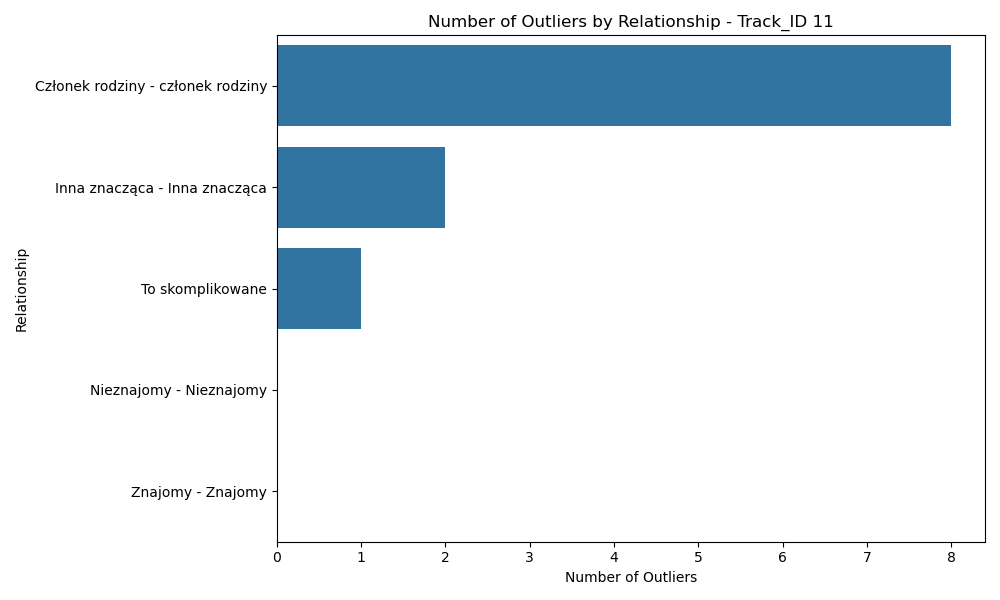 Number of Outliers by Relationship - Track_ID 11
Członek rodziny - członek rodziny
Inna znacząca - Inna znacząca
To skomplikowane
Nieznajomy - Nieznajomy
Znajomy - Znajomy
Relationship
0 1 2 3 4 5 6 7 8
Number of Outliers